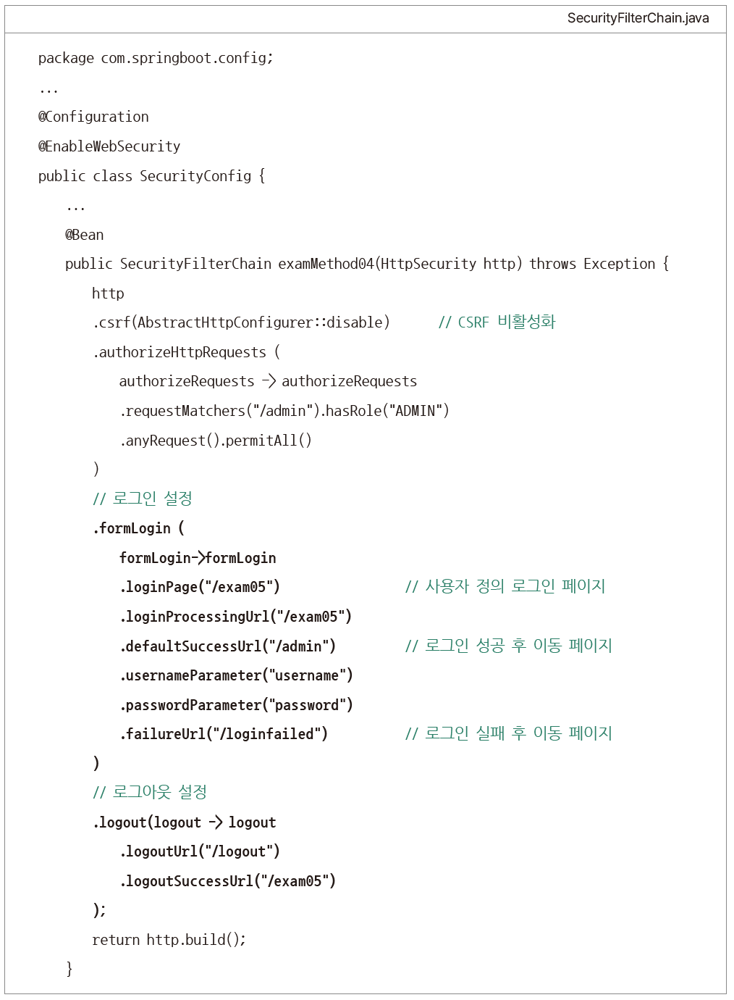 SecurityFilterChain.java
package com.springboot.config;
...
@Configuration
@EnableWebSecurity
public class SecurityConfig {
...
@Bean
public SecurityFilterChain examMethod04(HttpSecurity http) throws Exception {
http
.csrf(AbstractHttpConfigurer::disable) // CSRF 비활성화
.authorizeHttpRequests (
authorizeRequests -> authorizeRequests
.requestMatchers("/admin").hasRole("ADMIN")
.anyRequest().permitAll()
)
// 로그인 설정
.formLogin (
formLogin->formLogin
.loginPage("/exam05") // 사용자 정의 로그인 페이지
.loginProcessingUrl("/exam05")
.defaultSuccessUrl("/admin") // 로그인 성공 후 이동 페이지
.usernameParameter("username")
.passwordParameter("password")
.failureUrl("/loginfailed") // 로그인 실패 후 이동 페이지
)
// 로그아웃 설정
.logout(logout -> logout
.logoutUrl("/logout")
.logoutSuccessUrl("/exam05")
);
return http.build();
}